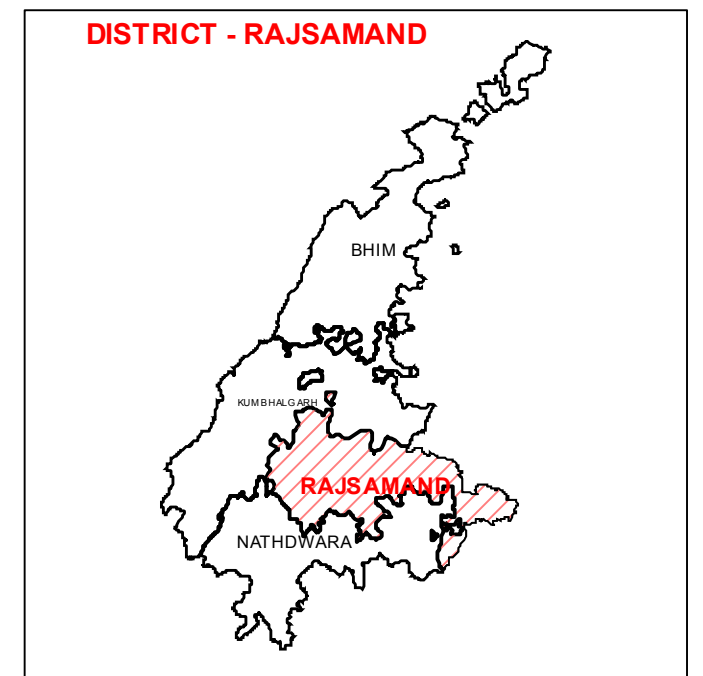 DISTRICT - RAJSAMAND
BHIM
KUMBHALGARH
RAJSAMAND
NATHDWARA